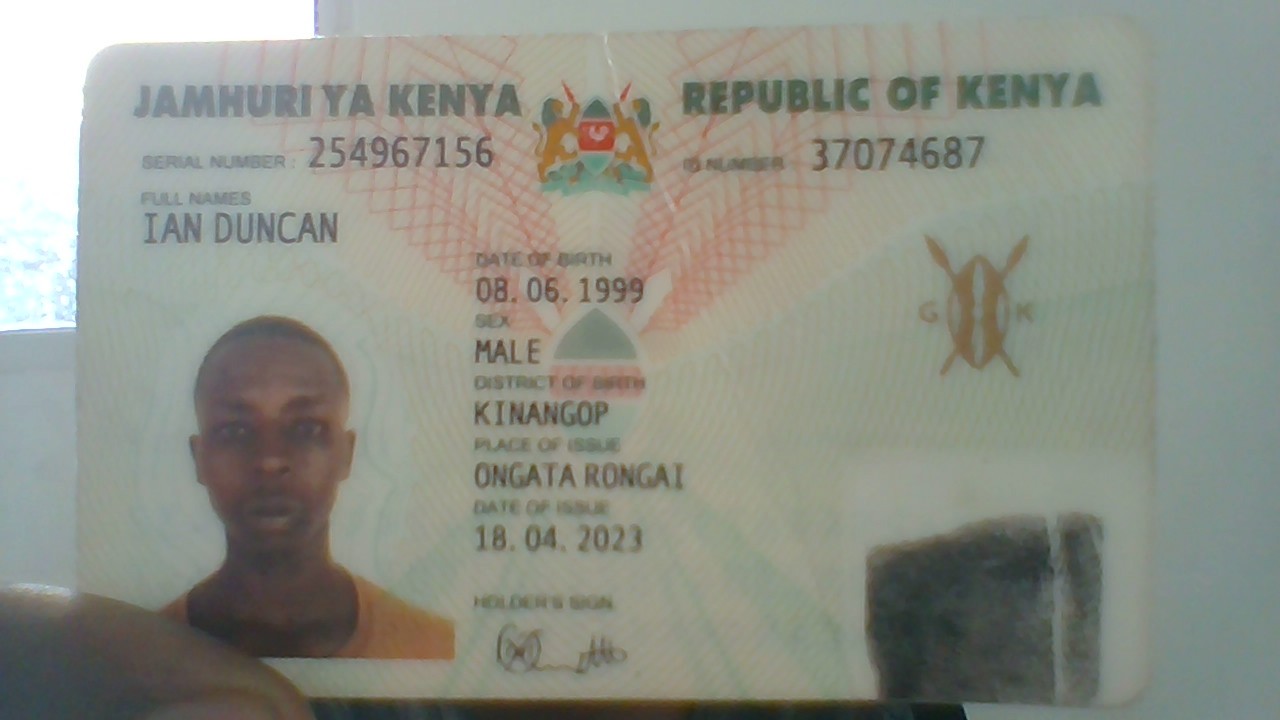 JAMHURI YA KENYA
REPUBLIC OF KENYA
SERIAL NUMBER : 254967156
ID NUMBER 37074687
FULL NAMES
IAN DUNCAN
DATE OF BIRTH
08. 06. 1999
SEX
MALE
DISTRICT OF BIRTH
KINANGOP
PLACE OF ISSUE
ONGATA RONGAI
DATE OF ISSUE
18. 04. 2023
HOLDER'S SIGN.
G K